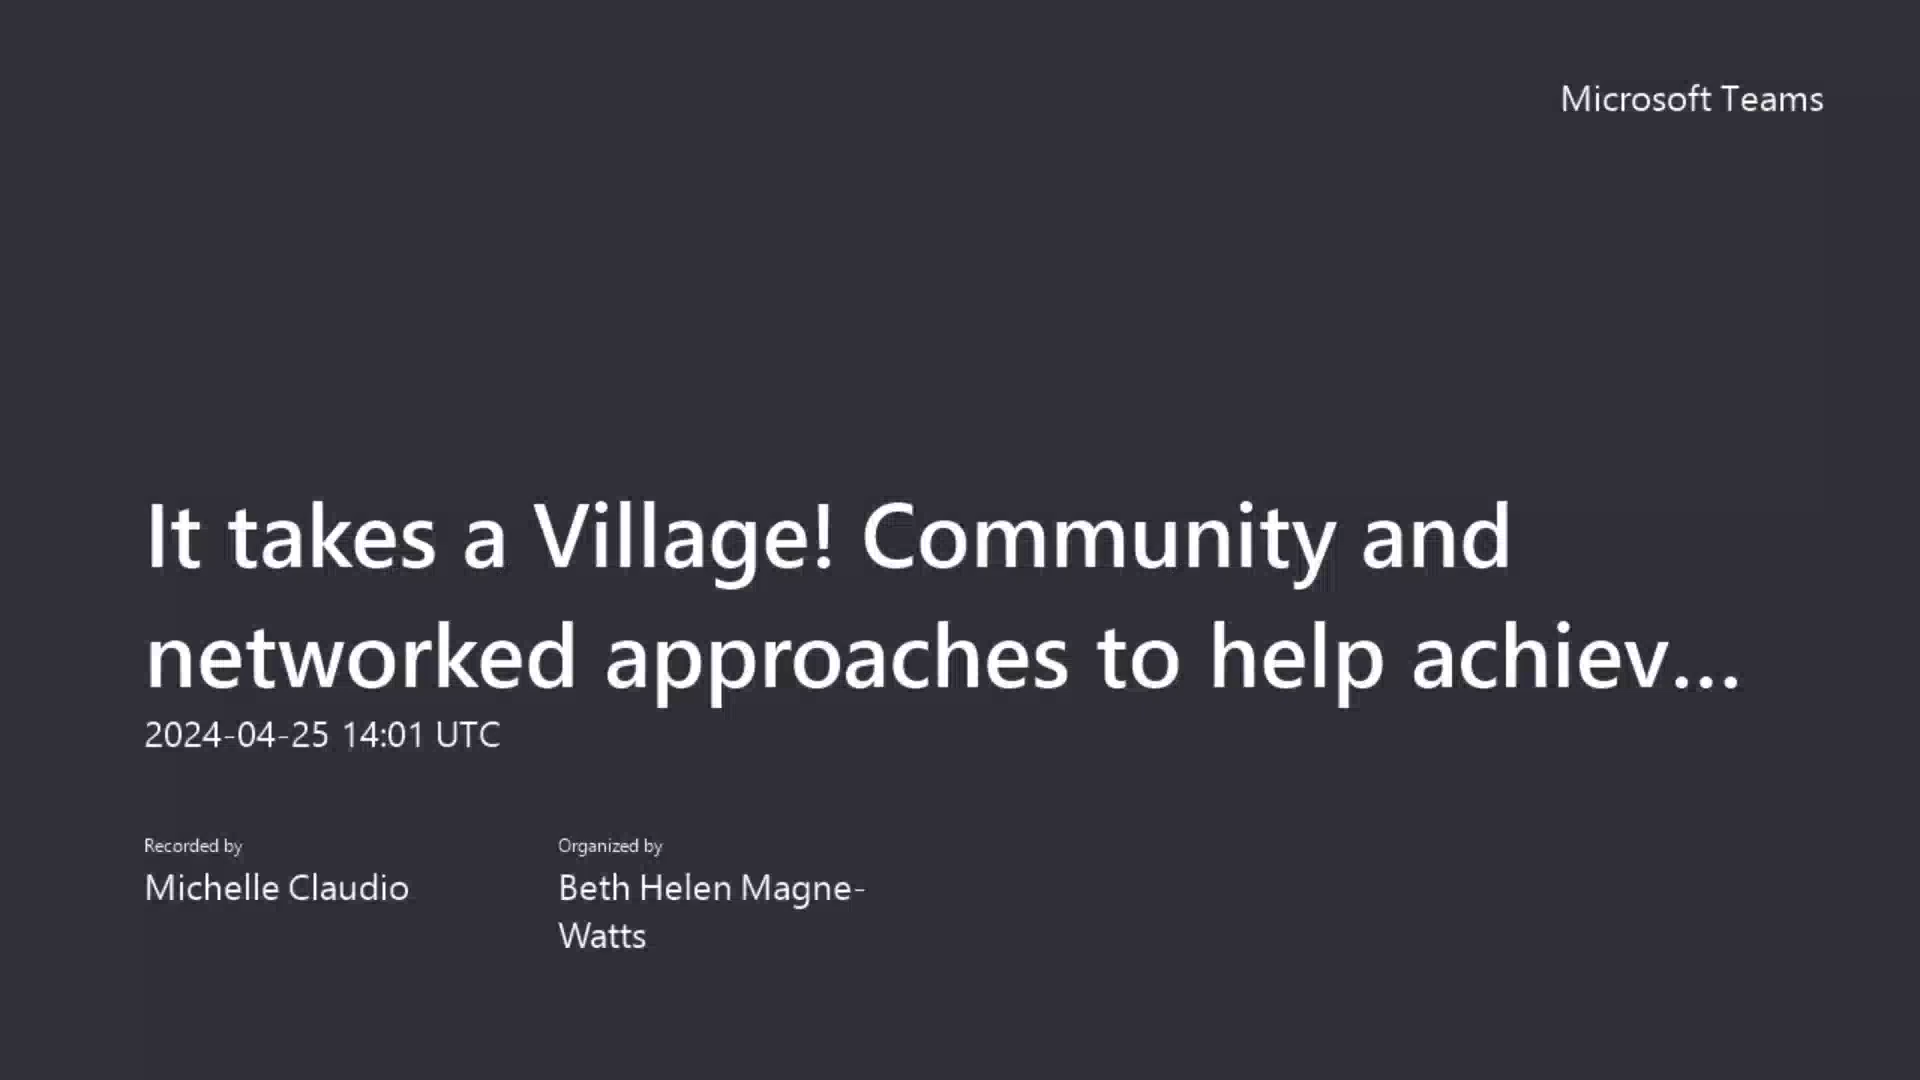 Microsoft Teams
It takes a Village! Community and
networked approaches to help achiev...
2024-04-25 14:01 UTC
Recorded by
Michelle Claudio
Organized by
Beth Helen Magne-
Watts